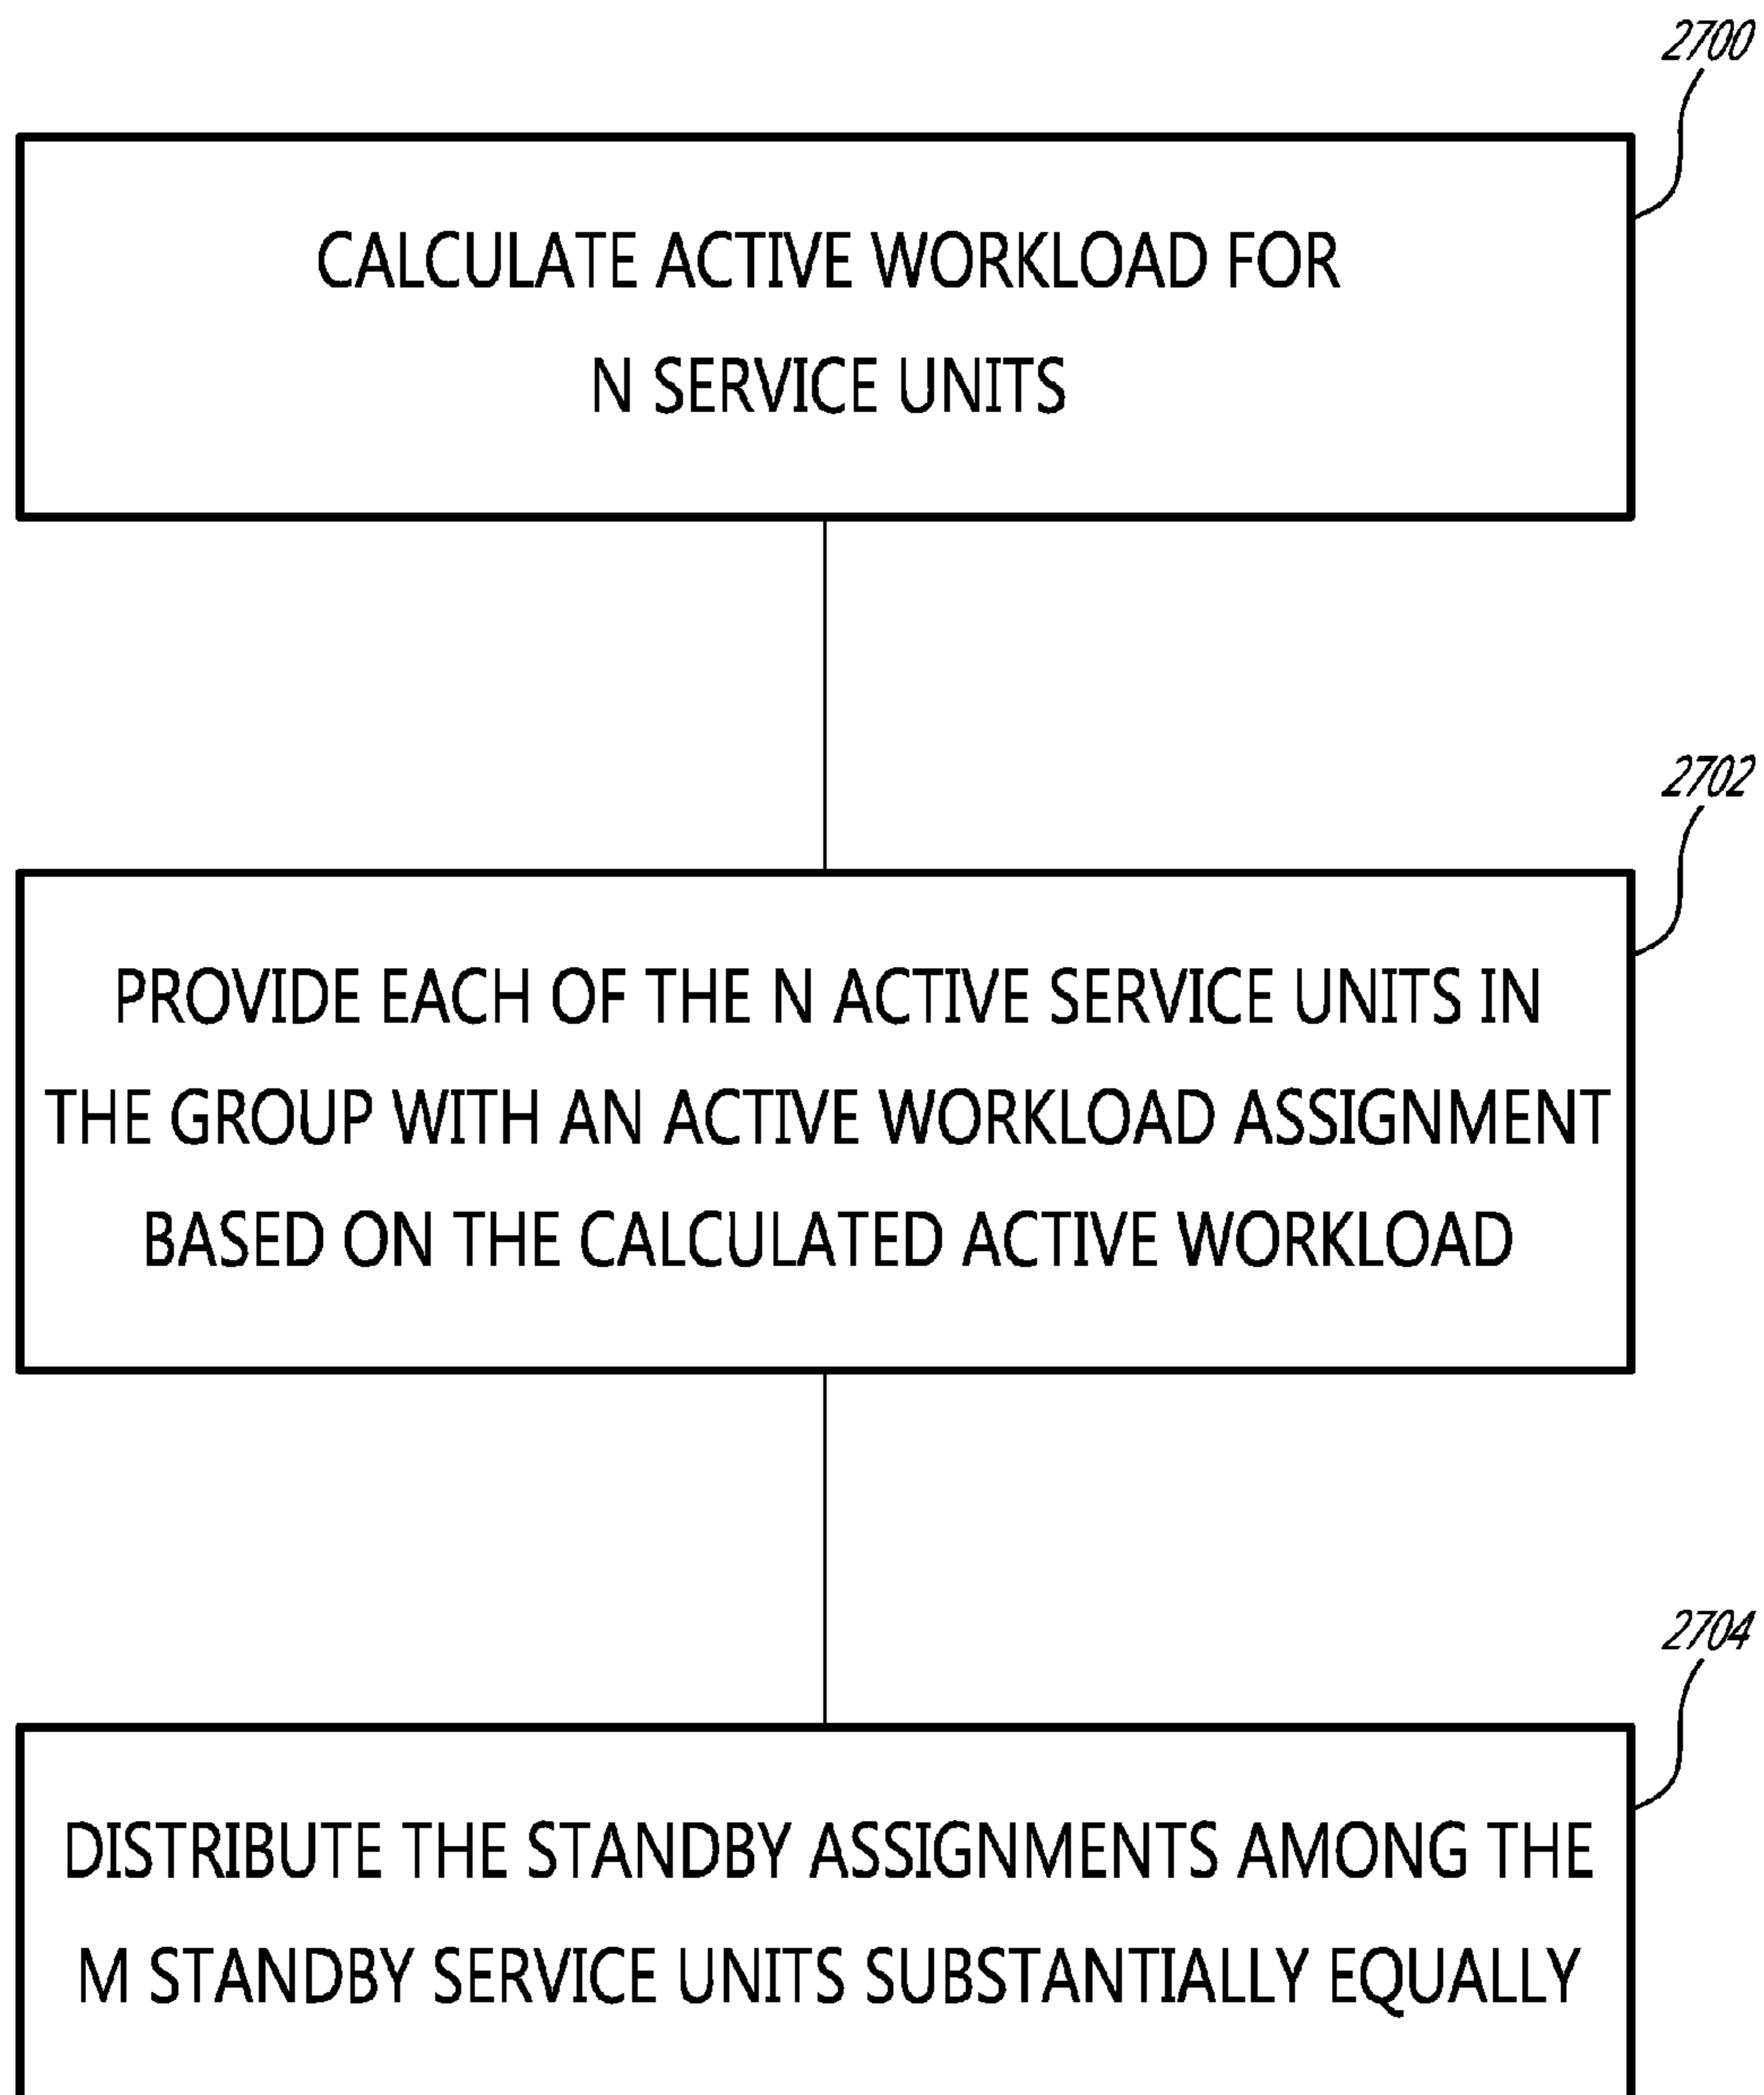 2700
CALCULATE ACTIVE WORKLOAD FOR
N SERVICE UNITS
2702
PROVIDE EACH OF THE N ACTIVE SERVICE UNITS IN
THE GROUP WITH AN ACTIVE WORKLOAD ASSIGNMENT
BASED ON THE CALCULATED ACTIVE WORKLOAD
2704
DISTRIBUTE THE STANDBY ASSIGNMENTS AMONG THE
M STANDBY SERVICE UNITS SUBSTANTIALLY EQUALLY